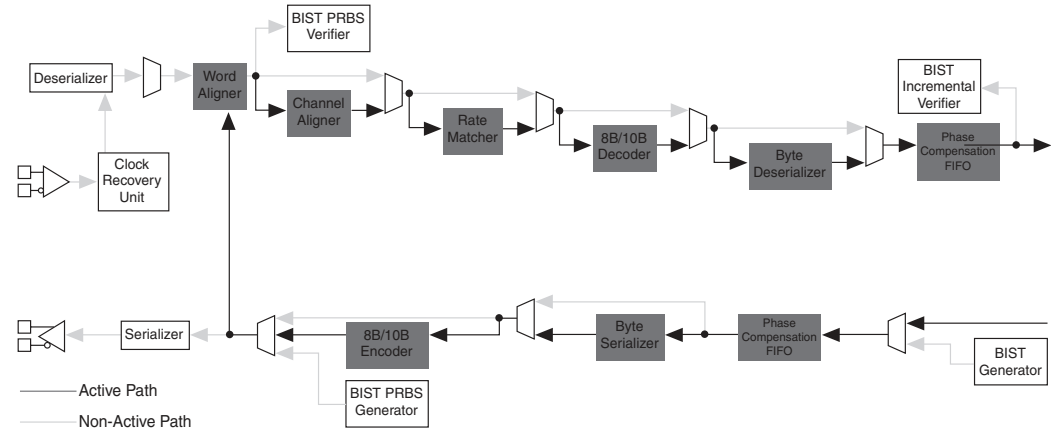 BIST PRBS
Verifier
Deserializer
Word
Aligner
Channel
Aligner
Rate
Matcher
8B/10B
Decoder
Byte
Deserializer
BIST
Incremental
Verifier
Phase
Compensation
FIFO
Clock
Recovery
Unit
Serializer
8B/10B
Encoder
BIST PRBS
Generator
Byte
Serializer
Phase
Compensation
FIFO
BIST
Generator
Active Path
Non-Active Path